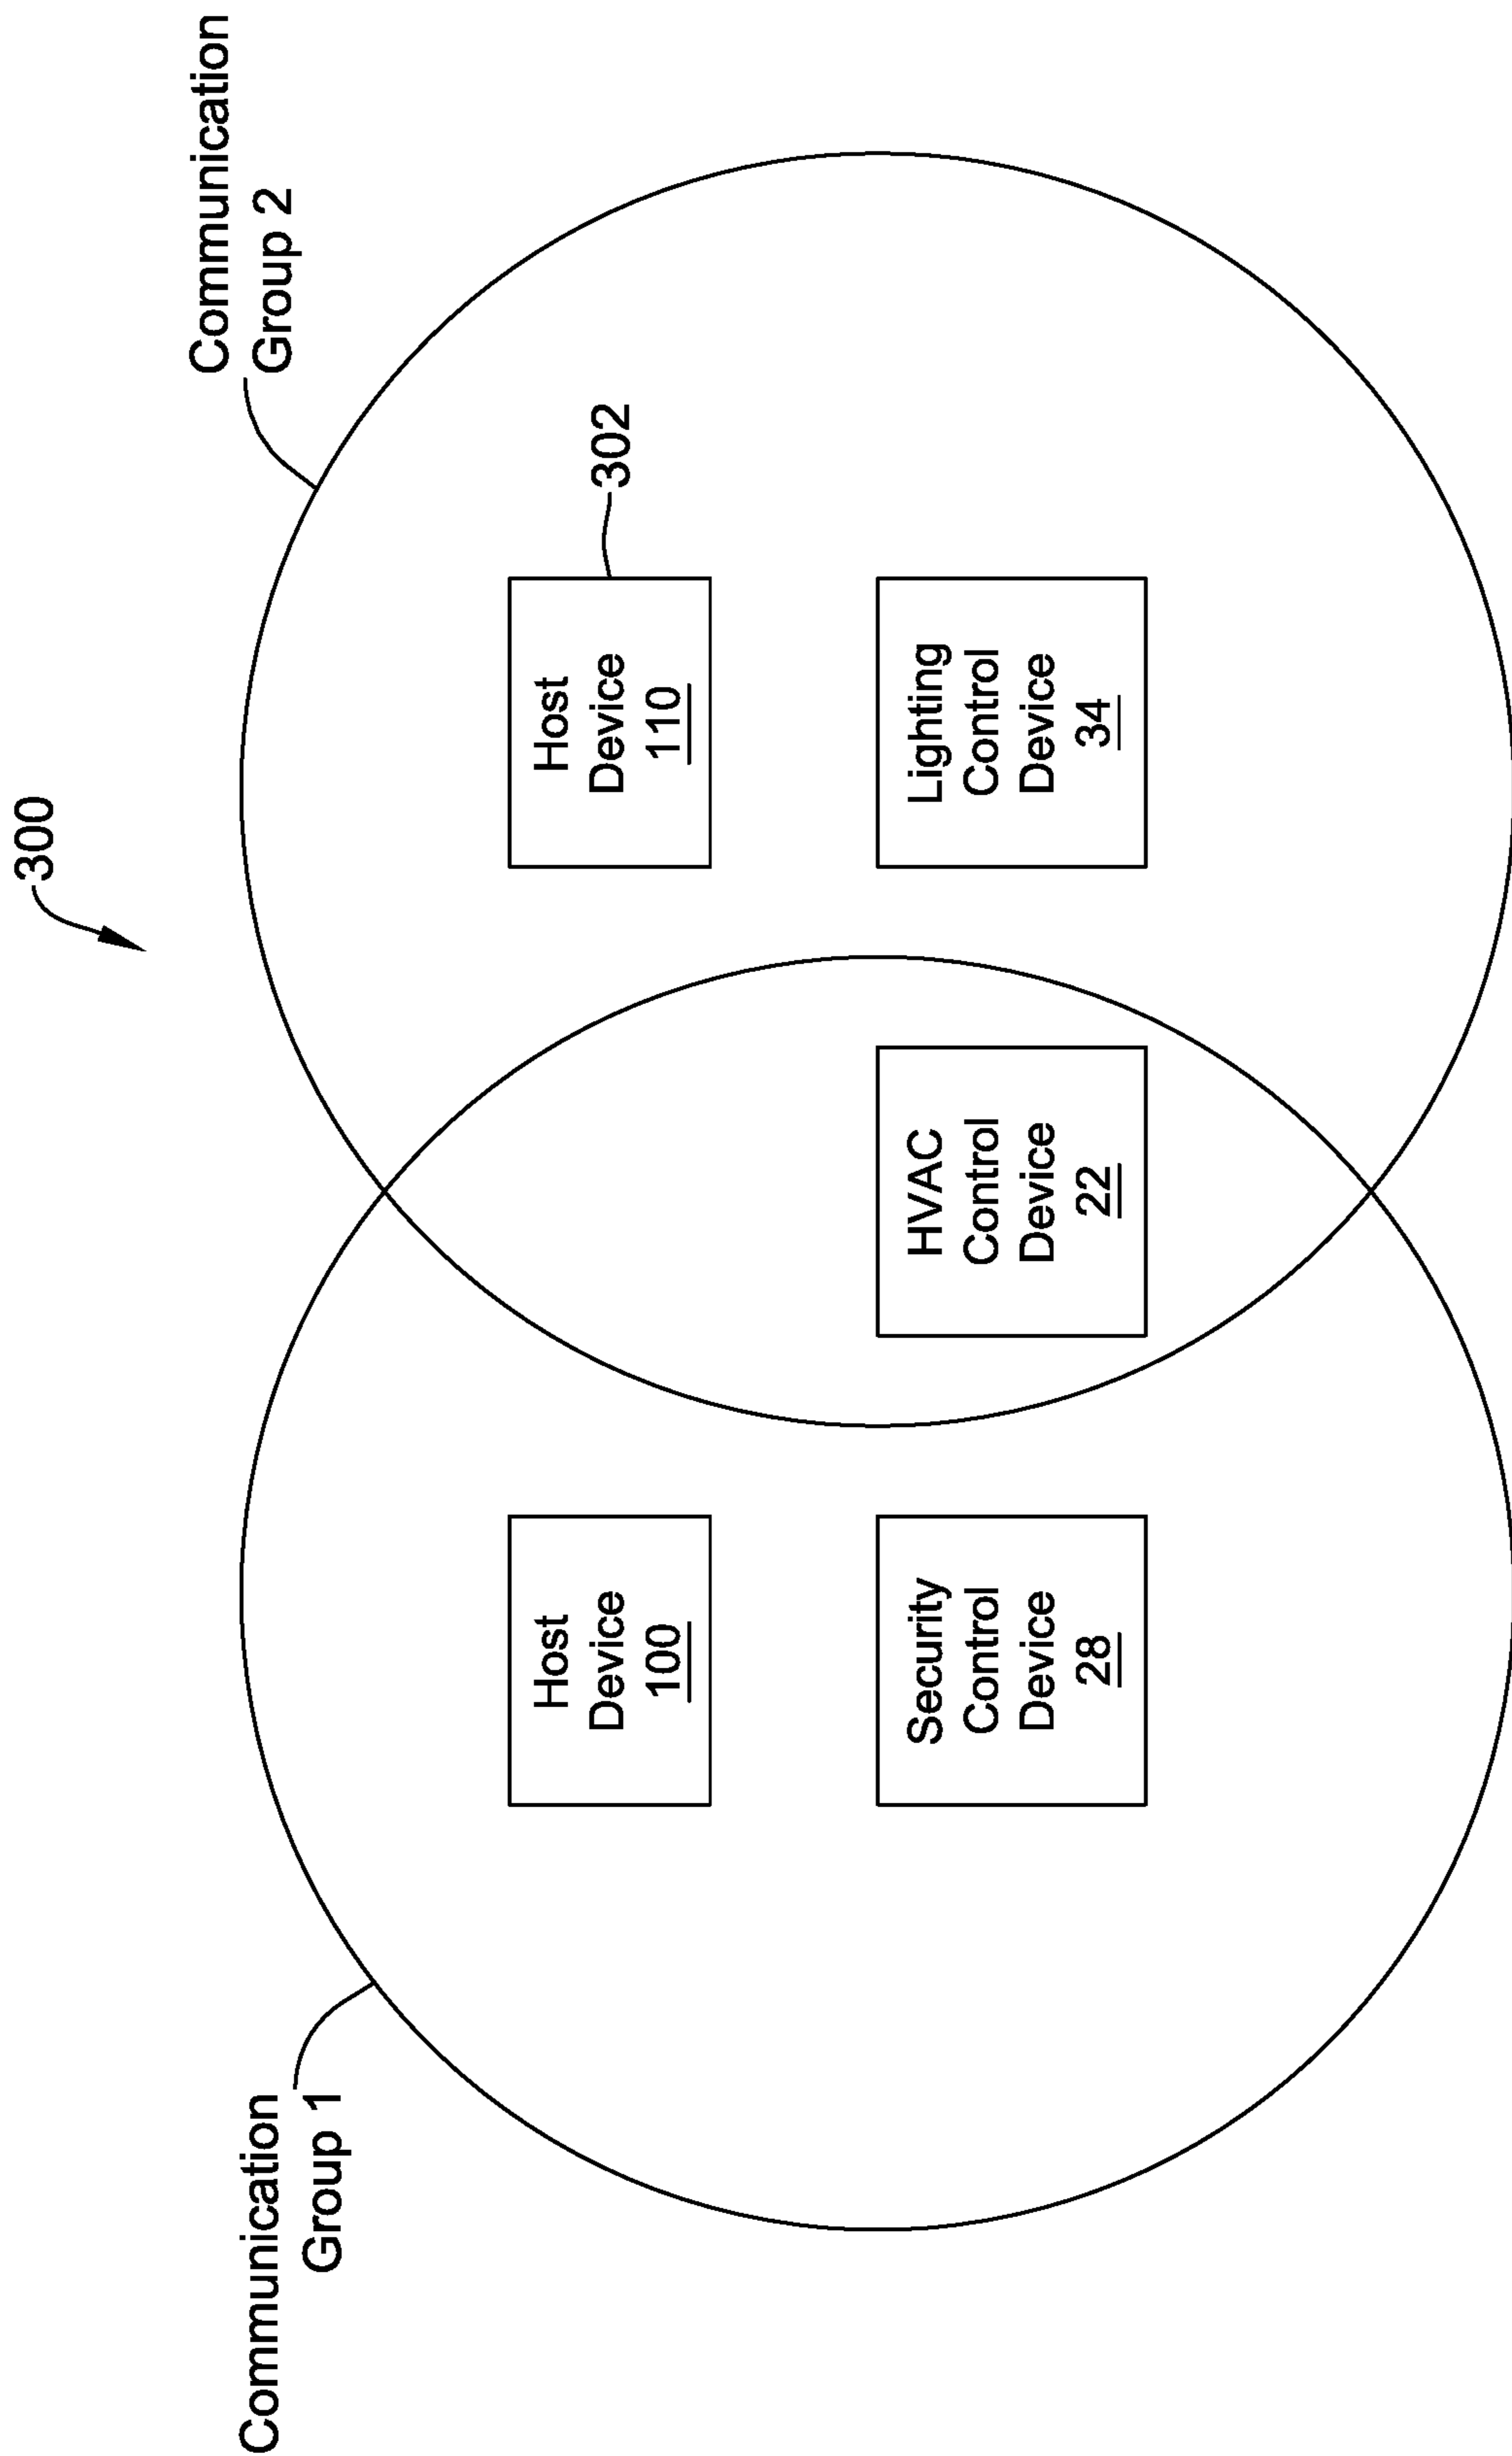 300
Communication
Group 2
Communication
Group 1
302
Host
Device
100
Host
Device
110
Security
Control
Device
28
HVAC
Control
Device
22
Lighting
Control
Device
34